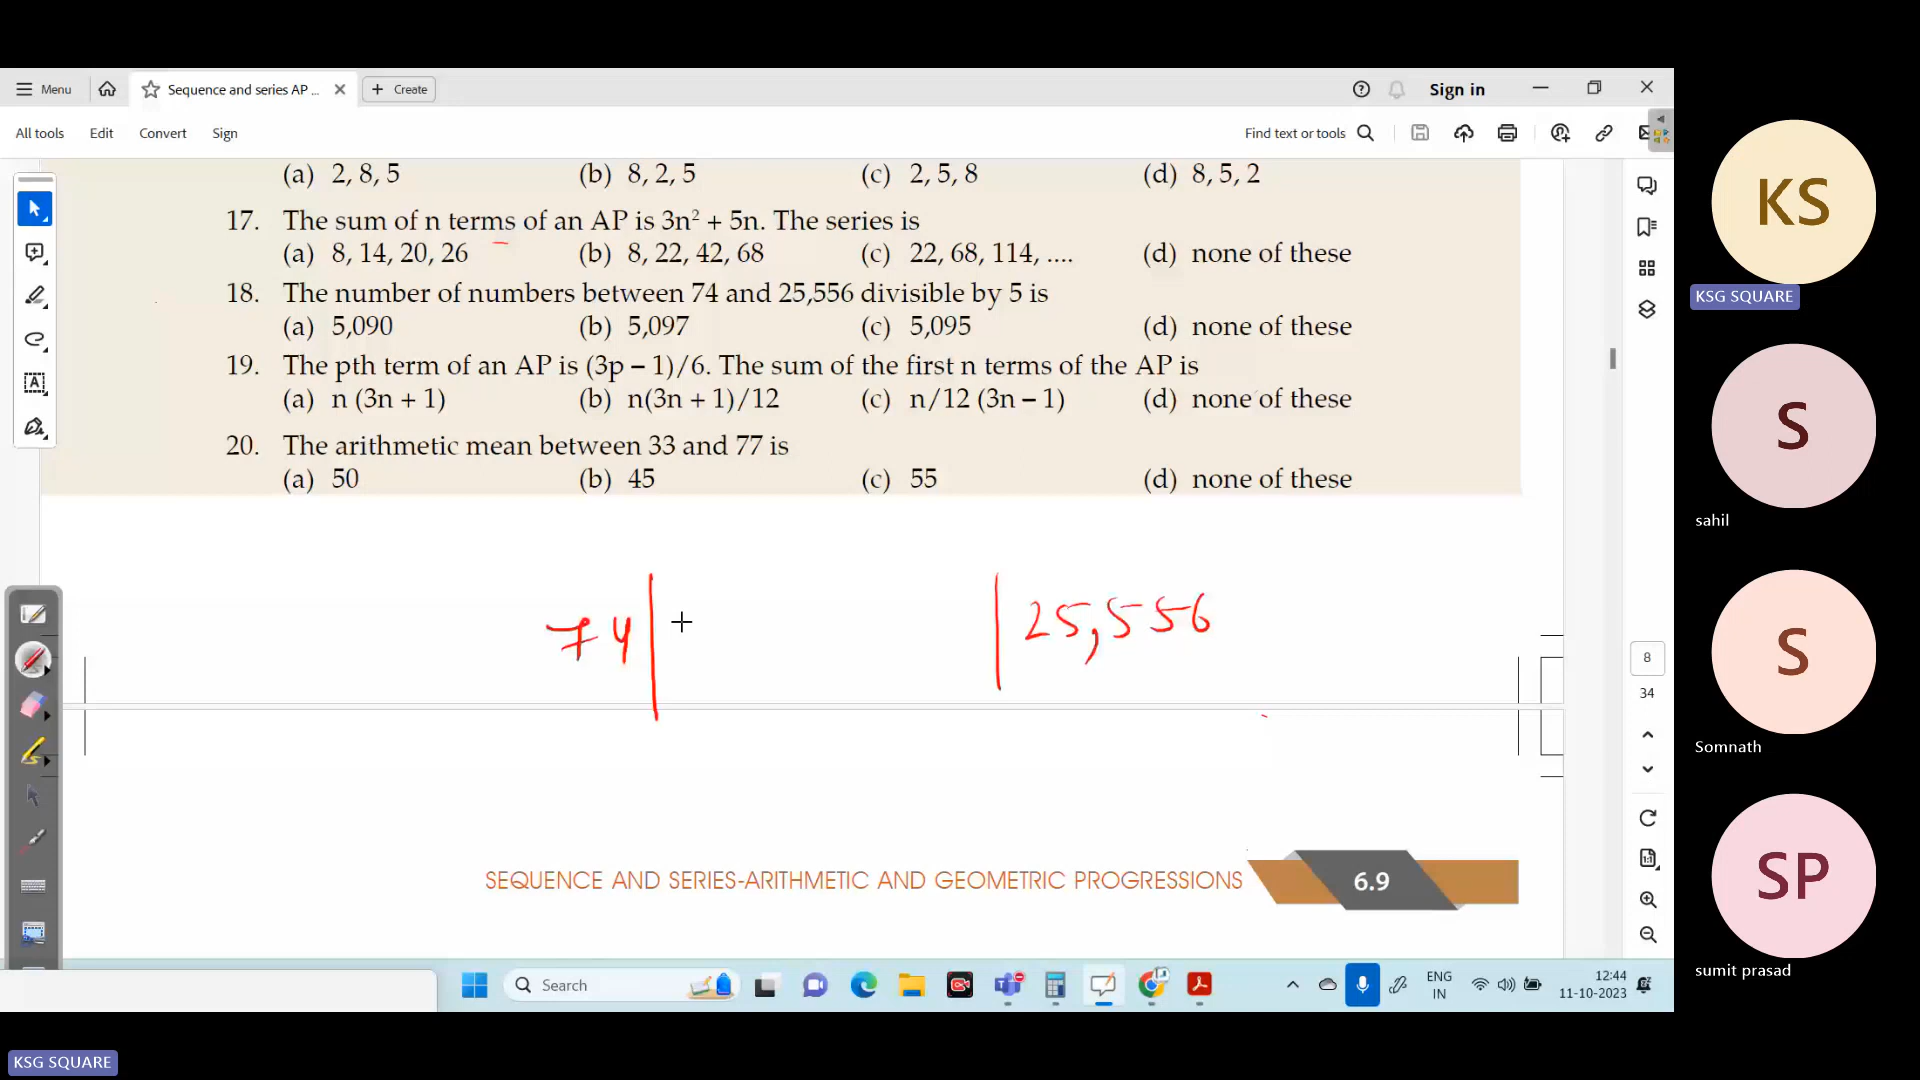 Menu
Sequence and series AP ...
Create
Sign in
All tools Edit Convert Sign
Find text or tools
(a) 2, 8, 5 (b) 8, 2, 5 (c) 2, 5, 8 (d) 8, 5, 2
17. The sum of n terms of an AP is 3n² + 5n. The series is
(a) 8, 14, 20, 26 (b) 8, 22, 42, 68 (c) 22, 68, 114, .... (d) none of these
18. The number of numbers between 74 and 25,556 divisible by 5 is
(a) 5,090 (b) 5,097 (c) 5,095 (d) none of these
19. The pth term of an AP is (3p – 1)/6. The sum of the first n terms of the AP is
(a) n (3n + 1) (b) n(3n + 1)/12 (c) n/12 (3n – 1) (d) none of these
20. The arithmetic mean between 33 and 77 is
(a) 50 (b) 45 (c) 55 (d) none of these
74 25,556
8
34
SEQUENCE AND SERIES-ARITHMETIC AND GEOMETRIC PROGRESSIONS 6.9
Search
ENG
IN
12:44
11-10-2023
KS
KSG SQUARE
S
sahil
S
Somnath
SP
sumit prasad
KSG SQUARE